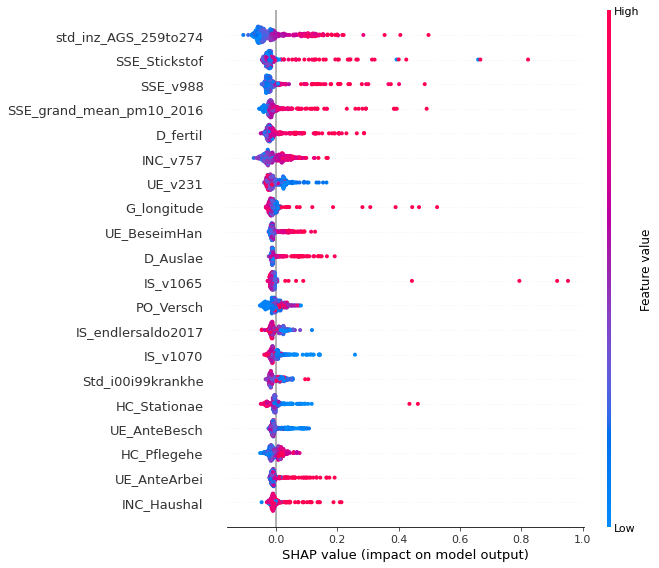 High
std_inz_AGS_259to274
SSE_Stickstof
SSE_v988
SSE_grand_mean_pm10_2016
D_fertil
INC_v757
UE_v231
G_longitude
UE_BeseimHan
D_Auslae
IS_v1065
PO_Versch
IS_endlersaldo2017
IS_v1070
Std_i00i99krankhe
HC_Stationae
UE_AnteBesch
HC_Pflegehe
UE_AnteArbei
INC_Haushal
Feature value
Low
0.0 0.2 0.4 0.6 0.8 1.0
SHAP value (impact on model output)